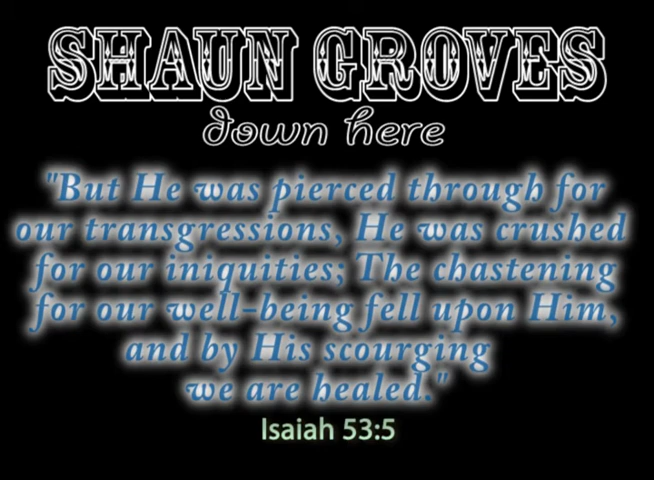 SHAUN GROVES
down here
"But He was pierced through for
our transgressions, He was crushed
for our iniquities; The chastening
for our well-being fell upon Him,
and by His scourging
we are healed."
Isaiah 53:5